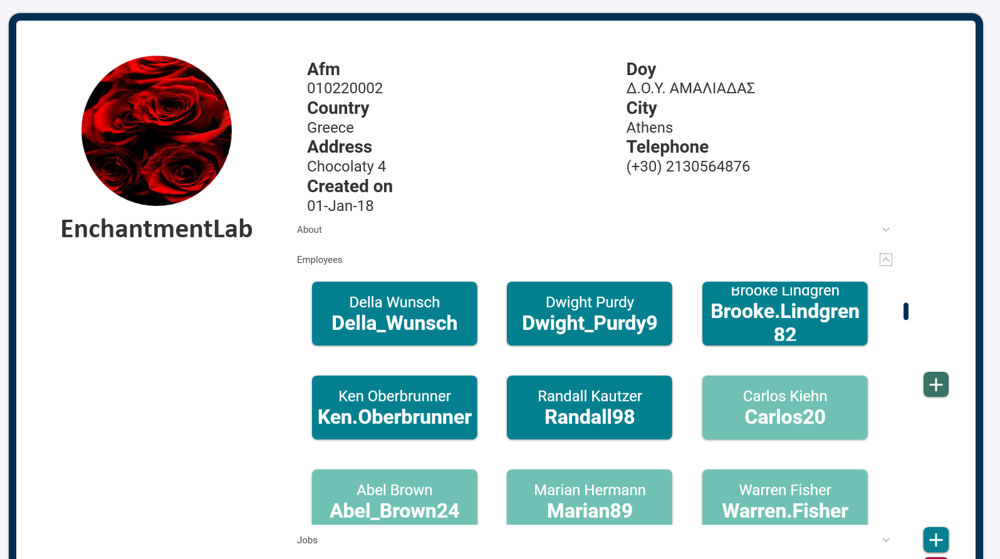 EnchantmentLab
Afm
010220002
Country
Greece
Address
Chocolaty 4
Created on
01-Jan-18
Doy
Δ.Ο.Υ. ΑΜΑΛΙΑΔΑΣ
City
Athens
Telephone
(+30) 2130564876
About
Employees
Della Wunsch
Della_Wunsch
Dwight Purdy
Dwight_Purdy9
Brooke Lindgren
Brooke.Lindgren
82
Ken Oberbrunner
Ken.Oberbrunner
Randall Kautzer
Randall98
Carlos Kiehn
Carlos20
Abel Brown
Abel_Brown24
Marian Hermann
Marian89
Warren Fisher
Warren.Fisher
Jobs